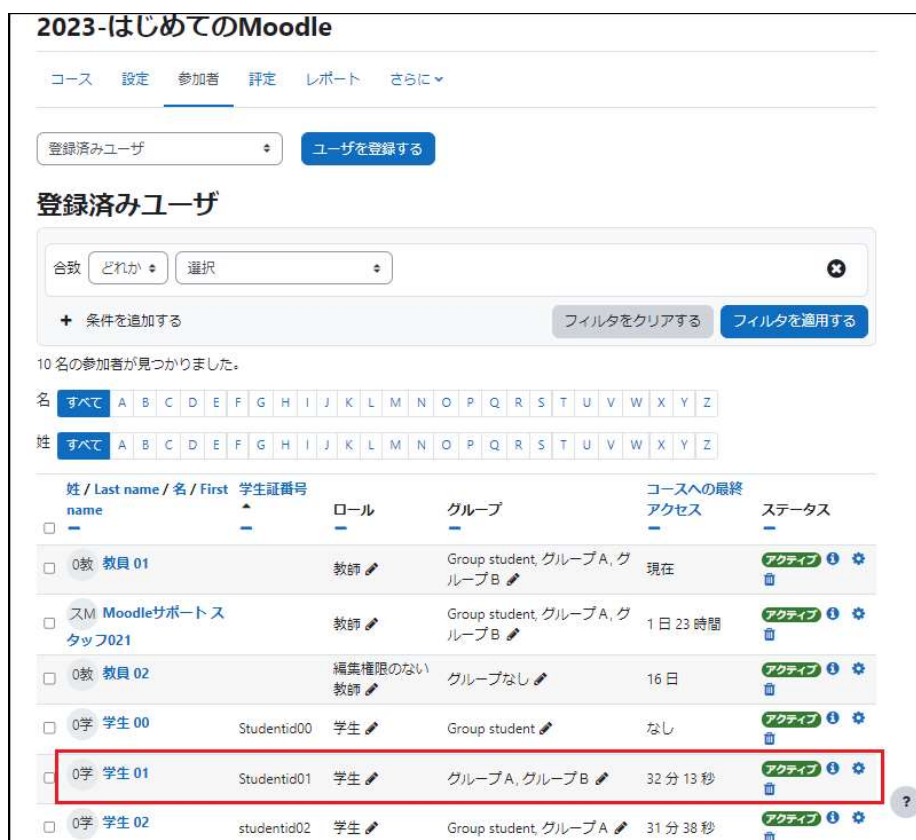 2023-はじめてのMoodle
コース 設定 参加者 評定 レポート さらに
登録済みユーザ ユーザを登録する
登録済みユーザ
合致 どれか 選択
+ 条件を追加する フィルタをクリアする フィルタを適用する
10 名の参加者が見つかりました。
名 すべて A B C D E F G H I J K L M N O P Q R S T U V W X Y Z
姓 すべて A B C D E F G H I J K L M N O P Q R S T U V W X Y Z
姓 / Last name / 名 / First 学生証番号 コースへの最終
name ロール グループ アクセス ステータス
0教 教員 01 教師 Group student, グループA, グ 現在 アクティブ
ループB
スM Moodleサポート ス 教師 Group student, グループA, グ 1 日 23 時間 アクティブ
タッフ021 ループB
0教 教員 02 編集権限のない グループなし 16 日 アクティブ
教師
0学 学生 00 Studentid00 学生 Group student なし アクティブ
0学 学生 01 Studentid01 学生 グループA, グループB 32 分 13 秒 アクティブ
0学 学生 02 studentid02 学生 Group student, グループA 31 分 38 秒 アクティブ
?